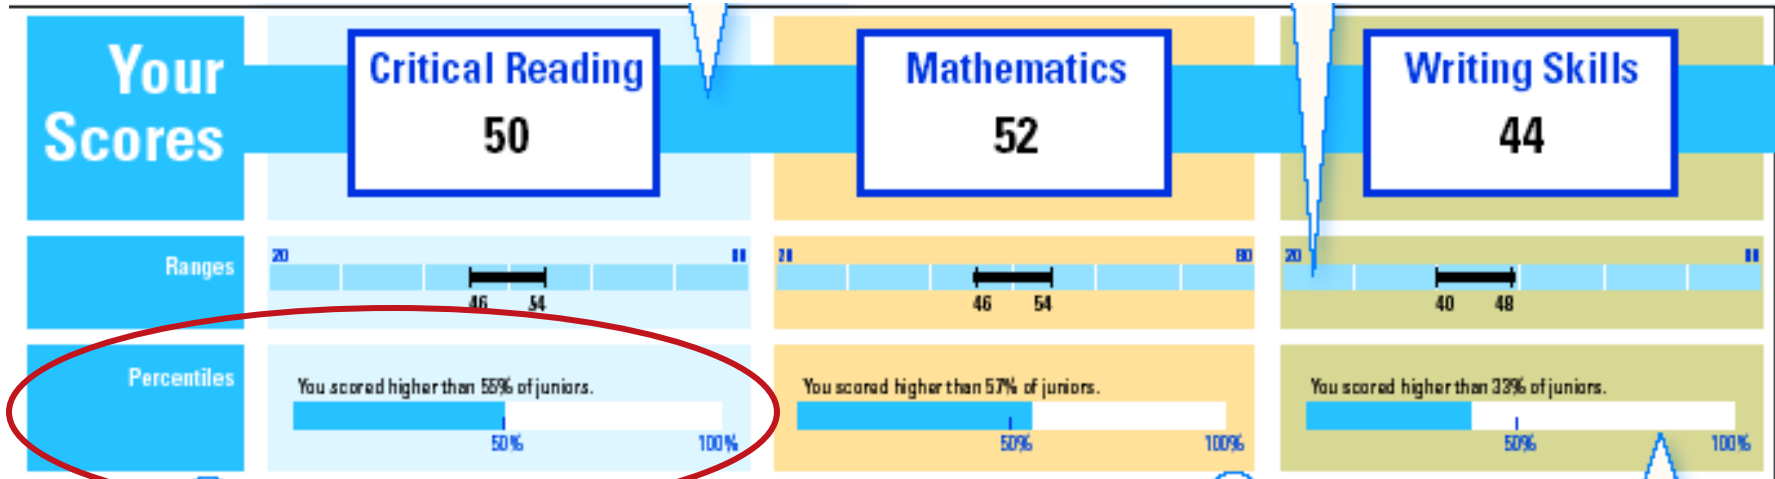 Your
Scores
Critical Reading
50
Mathematics
52
Writing Skills
44
Ranges
20
46 54
80
46 54
20
40 48
Percentiles
You scored higher than 55% of juniors.
50% 100%
You scored higher than 57% of juniors.
50% 100%
You scored higher than 33% of juniors.
50% 100%